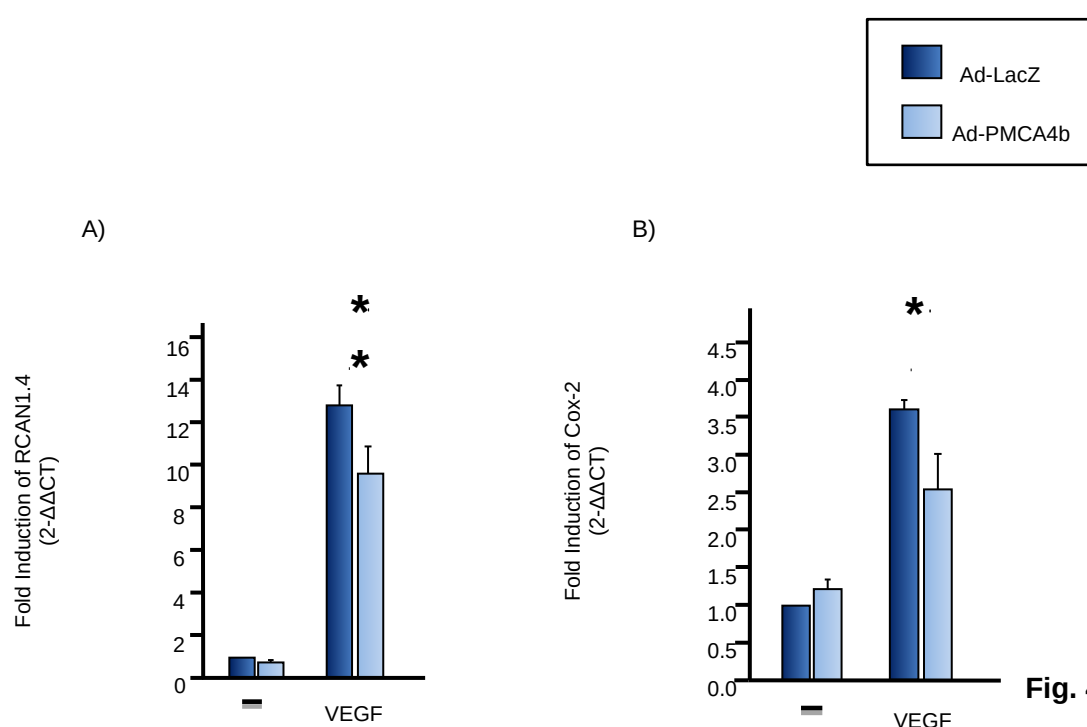 Ad-LacZ
Ad-PMCA4b
A)
B)
*
*
*
Fold Induction of RCAN1.4
(2-ΔΔCT)
16
14
12
10
8
6
4
2
0
VEGF
Fold Induction of Cox-2
(2-ΔΔCT)
4.5
4.0
3.5
3.0
2.5
2.0
1.5
1.0
0.5
0.0
VEGF
Fig.